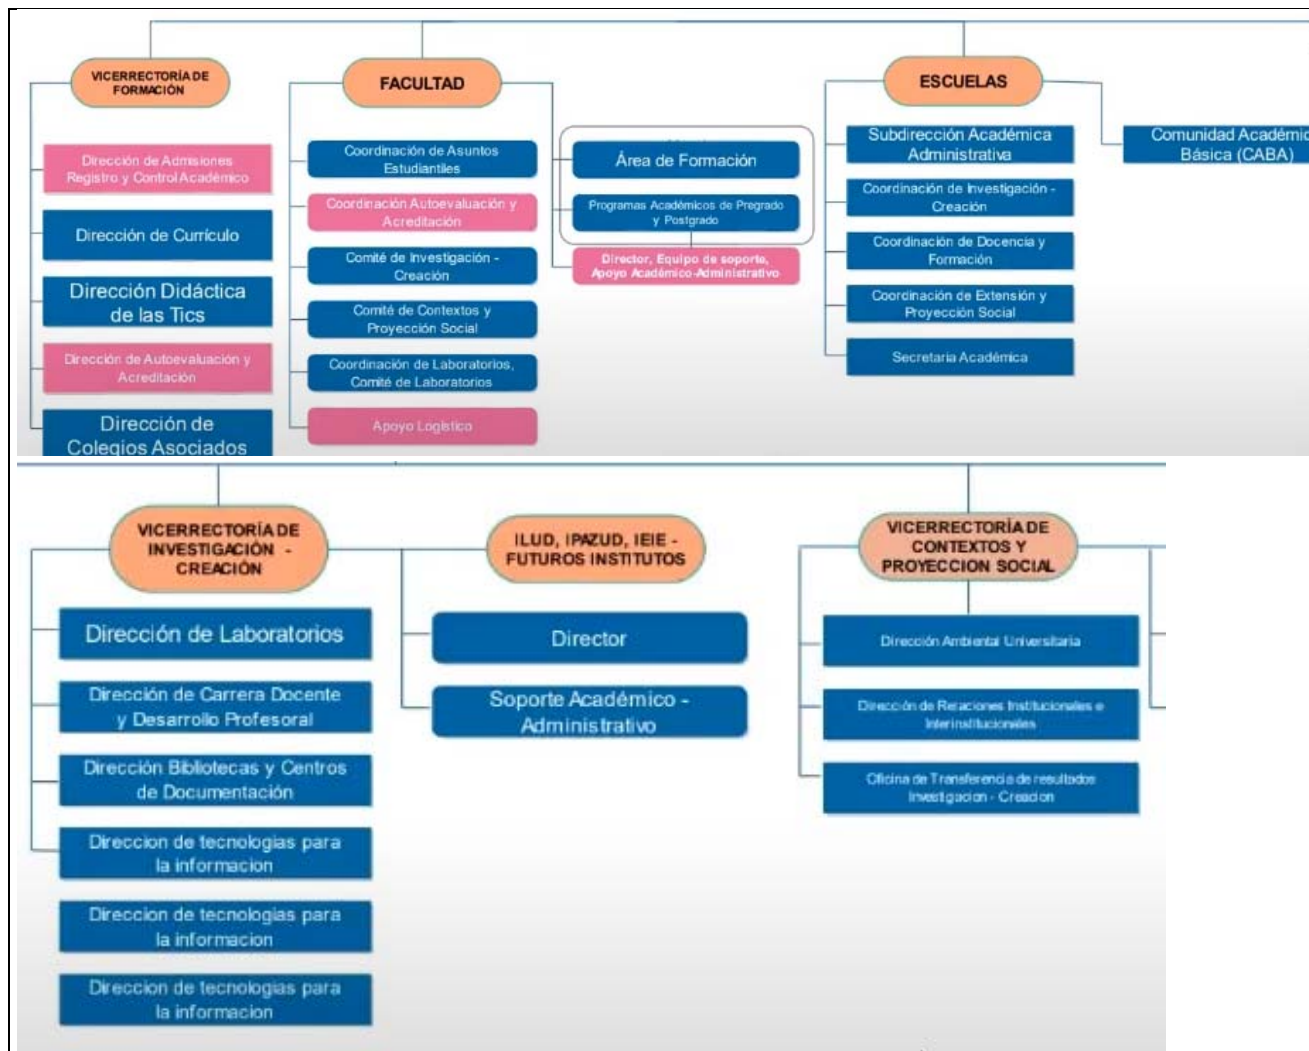 VICERRECTORÍA DE
FORMACIÓN
Dirección de Admisiones
Registro y Control Académico
Dirección de Currículo
Dirección Didáctica
de las Tics
Dirección de Autoevaluación y
Acreditación
Dirección de
Colegios Asociados
FACULTAD
Coordinación de Asuntos
Estudiantiles
Coordinación Autoevaluación y
Acreditación
Comité de Investigación -
Creación
Comité de Contextos y
Proyección Social
Coordinación de Laboratorios,
Comité de Laboratorios
Apoyo Logístico
Área de Formación
Programas Académicos de Pregrado
y Postgrado
Director, Equipo de soporte,
Apoyo Académico-Administrativo
ESCUELAS
Subdirección Académica
Administrativa
Coordinación de Investigación -
Creación
Coordinación de Docencia y
Formación
Coordinación de Extensión y
Proyección Social
Secretaria Académica
Comunidad Académic
Básica (CABA)
VICERRECTORÍA DE
INVESTIGACIÓN -
CREACIÓN
Dirección de Laboratorios
Dirección de Carrera Docente
y Desarrollo Profesoral
Dirección Bibliotecas y Centros
de Documentación
Direccion de tecnologias para
la informacion
Direccion de tecnologias para
la informacion
Direccion de tecnologias para
la informacion
ILUD, IPAZUD, IEIE -
FUTUROS INSTITUTOS
Director
Soporte Académico -
Administrativo
VICERRECTORÍA DE
CONTEXTOS Y
PROYECCION SOCIAL
Dirección Ambiental Universitaria
Dirección de Relaciones Institucionales e
Interinstitucionales
Oficina de Transferencia de resultados
Investigacion - Creacion